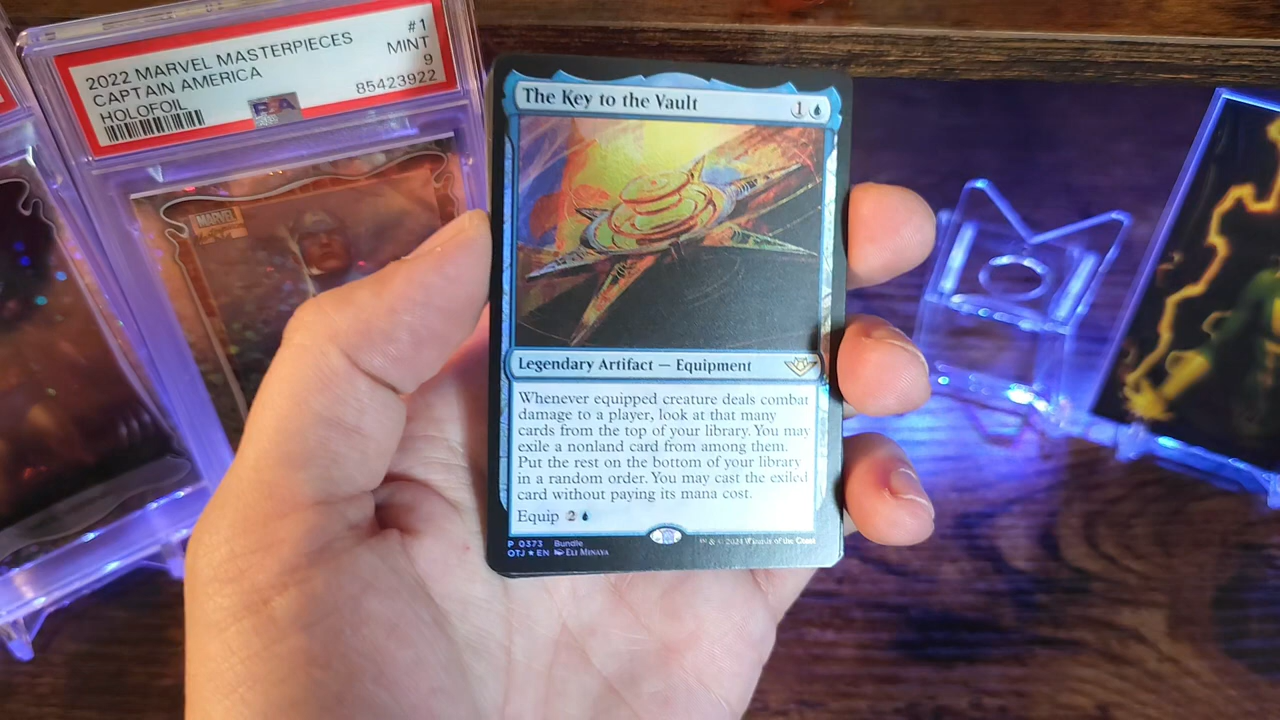 2022 MARVEL MASTERPIECES
#1
CAPTAIN AMERICA
MINT
HOLOFOIL
9
PSA
85423922
MARVEL
The Key to the Vault
1
Legendary Artifact — Equipment
Whenever equipped creature deals combat
damage to a player, look at that many
cards from the top of your library. You may
exile a nonland card from among them.
Put the rest on the bottom of your library
in a random order. You may cast the exiled
card without paying its mana cost.
Equip 2
P 0373 Bundle
OTJ ★ EN Eli Minaya
™ & © 2024 Wizards of the Coast